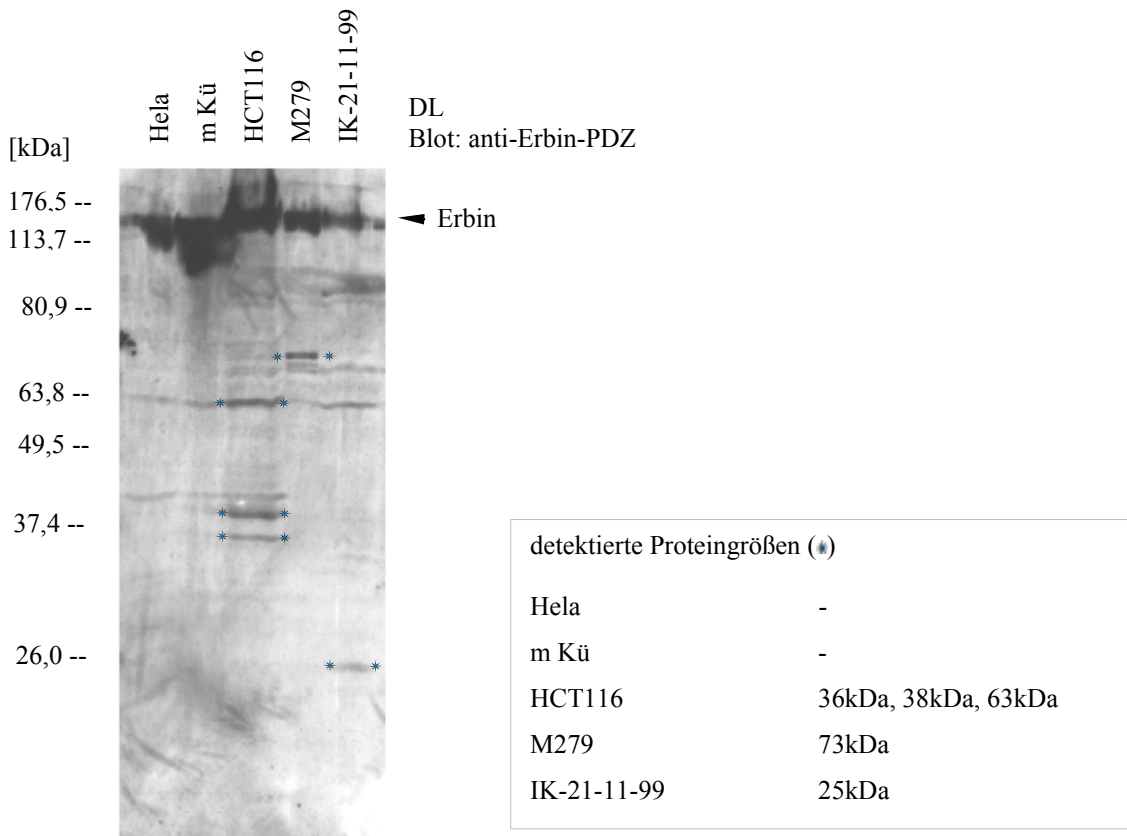 Hela
m Kü
HCT116
M279
IK-21-11-99
DL
Blot: anti-Erbin-PDZ
[kDa]
176,5 --
113,7 --
80,9 --
63,8 --
49,5 --
37,4 --
26,0 --
Erbin
detektierte Proteingrößen (*)
Hela -
m Kü -
HCT116 36kDa, 38kDa, 63kDa
M279 73kDa
IK-21-11-99 25kDa